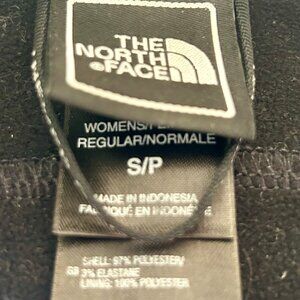 THE
NORTH
FACE
WOMENS/
REGULAR/NORMALE
S/P
MADE IN INDONESIA
FABRIQUÉ EN INDONÉSIE
SHELL: 97% POLYESTER/
GB 3% ELASTANE
LINING: 100% POLYESTER